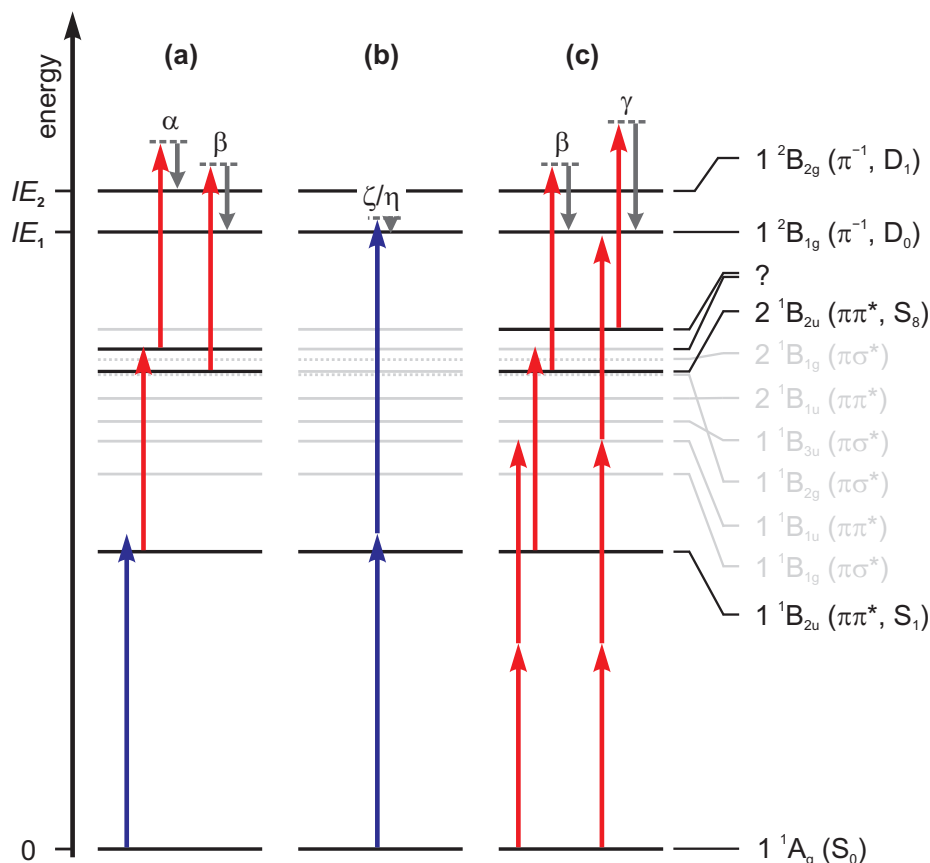 (a)
(b)
(c)
energy
α
β
ζ/η
β
γ
IE₂
IE₁
0
1 ²B₂g (π⁻¹, D₁)
1 ²B₁g (π⁻¹, D₀)
?
2 ¹B₂u (ππ*, S₈)
2 ¹B₁g (πσ*)
2 ¹B₁u (ππ*)
1 ¹B₃u (πσ*)
1 ¹B₂g (πσ*)
1 ¹B₁u (ππ*)
1 ¹B₁g (πσ*)
1 ¹B₂u (ππ*, S₁)
1 ¹Ag (S₀)